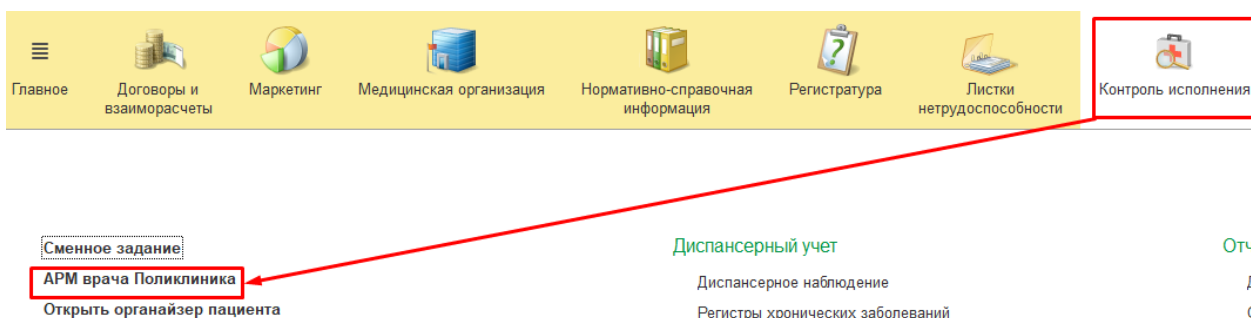 Главное
Договоры и
взаиморасчеты
Маркетинг
Медицинская организация
Нормативно-справочная
информация
Регистратура
Листки
нетрудоспособности
Контроль исполнения
Сменное задание
АРМ врача Поликлиника
Открыть органайзер пациента
Диспансерный учет
Диспансерное наблюдение
Регистры хронических заболеваний